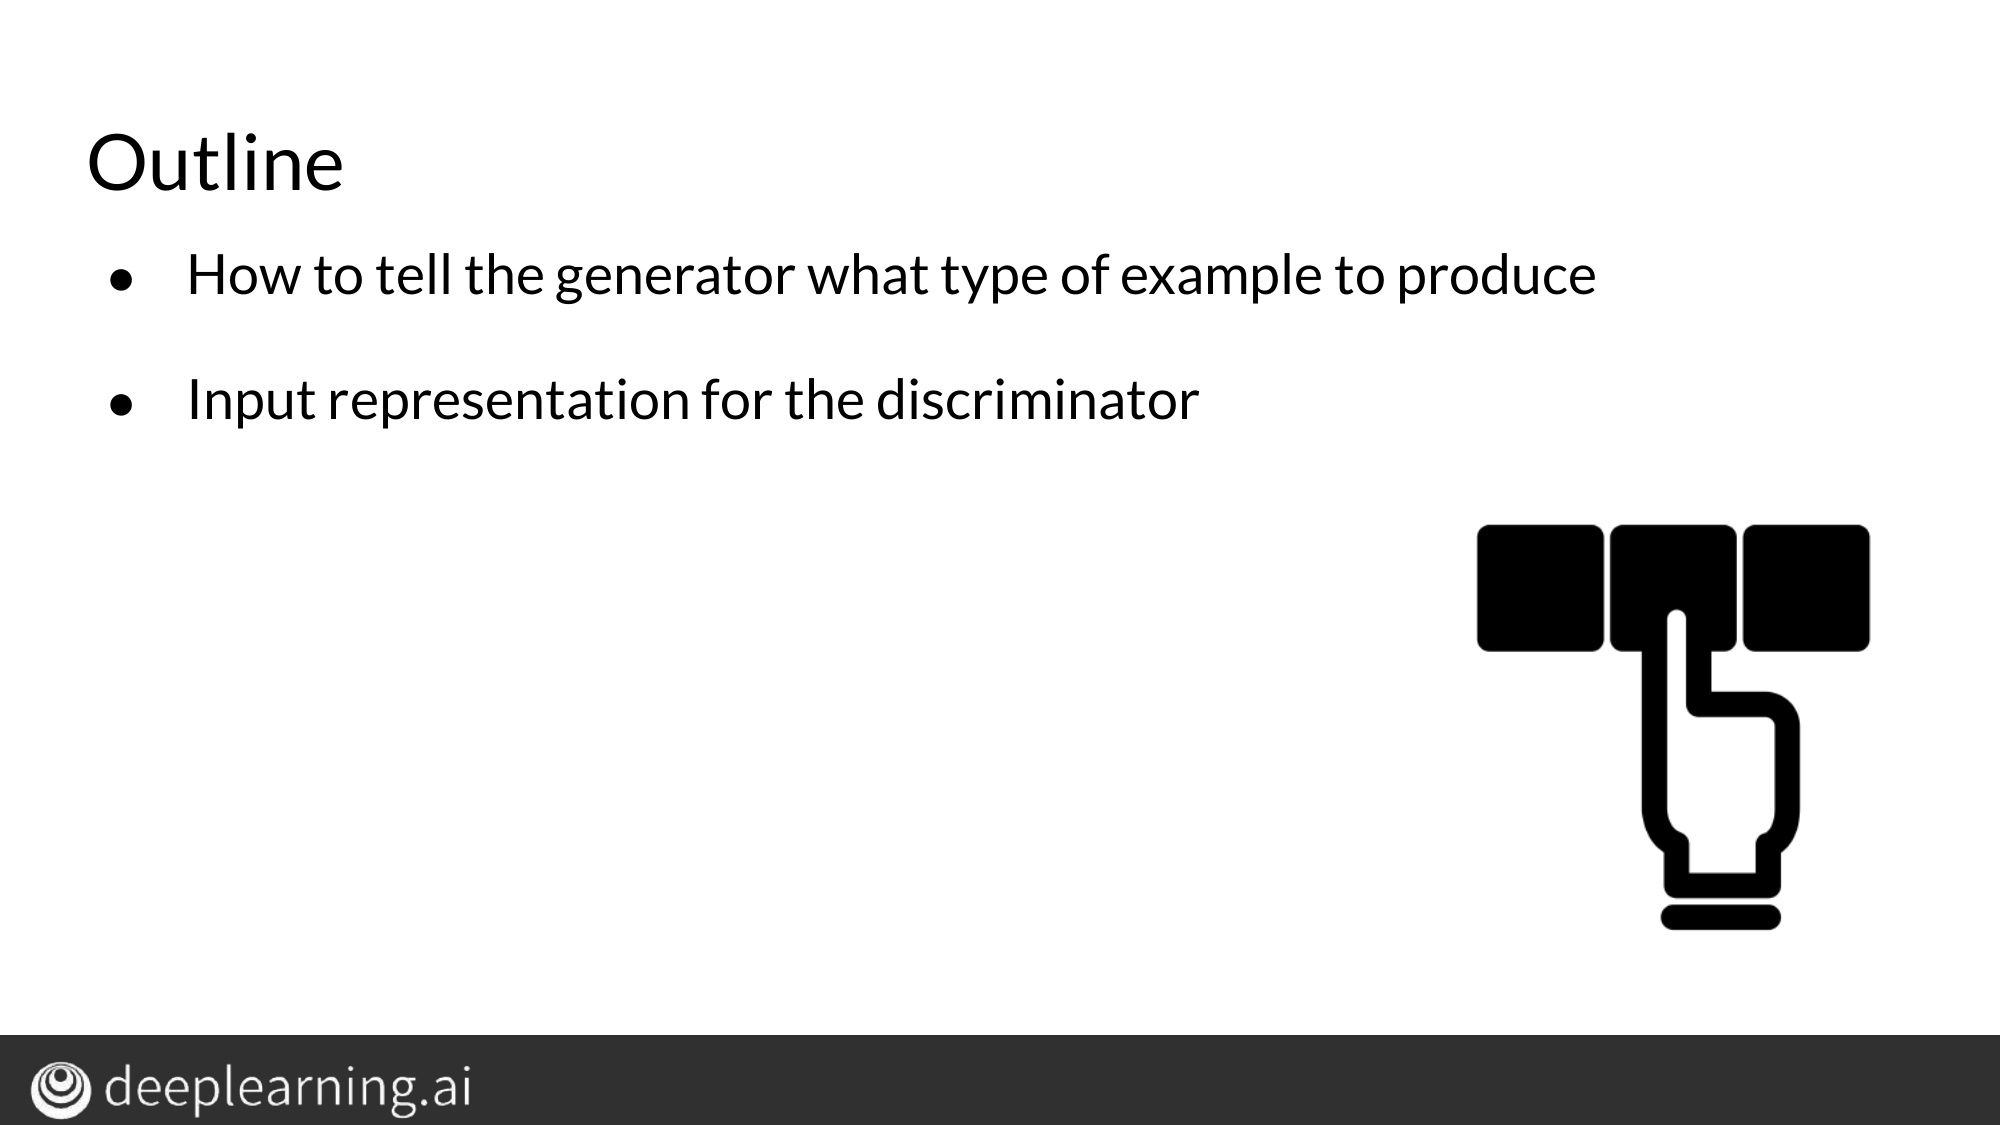 Outline
● How to tell the generator what type of example to produce
● Input representation for the discriminator
deeplearning.ai